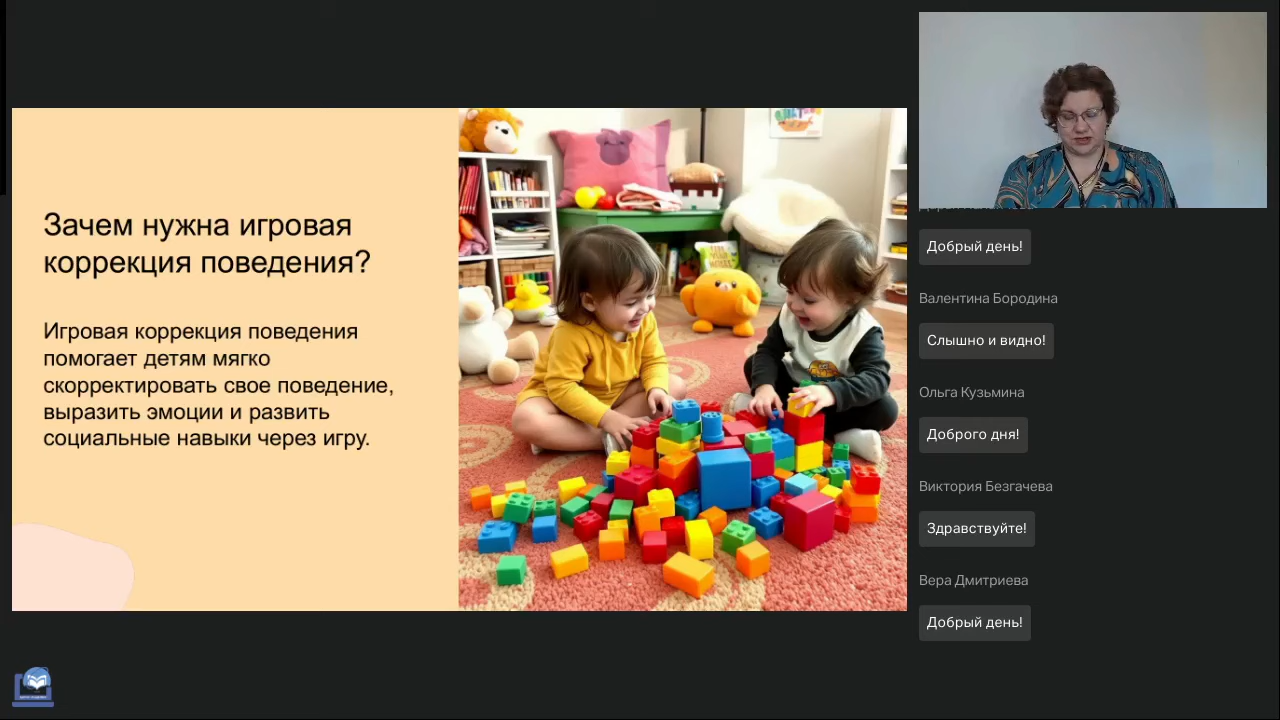 Зачем нужна игровая
коррекция поведения?
Игровая коррекция поведения
помогает детям мягко
скорректировать свое поведение,
выразить эмоции и развить
социальные навыки через игру.
Добрый день!
Валентина Бородина
Слышно и видно!
Ольга Кузьмина
Доброго дня!
Виктория Безгачева
Здравствуйте!
Вера Дмитриева
Добрый день!